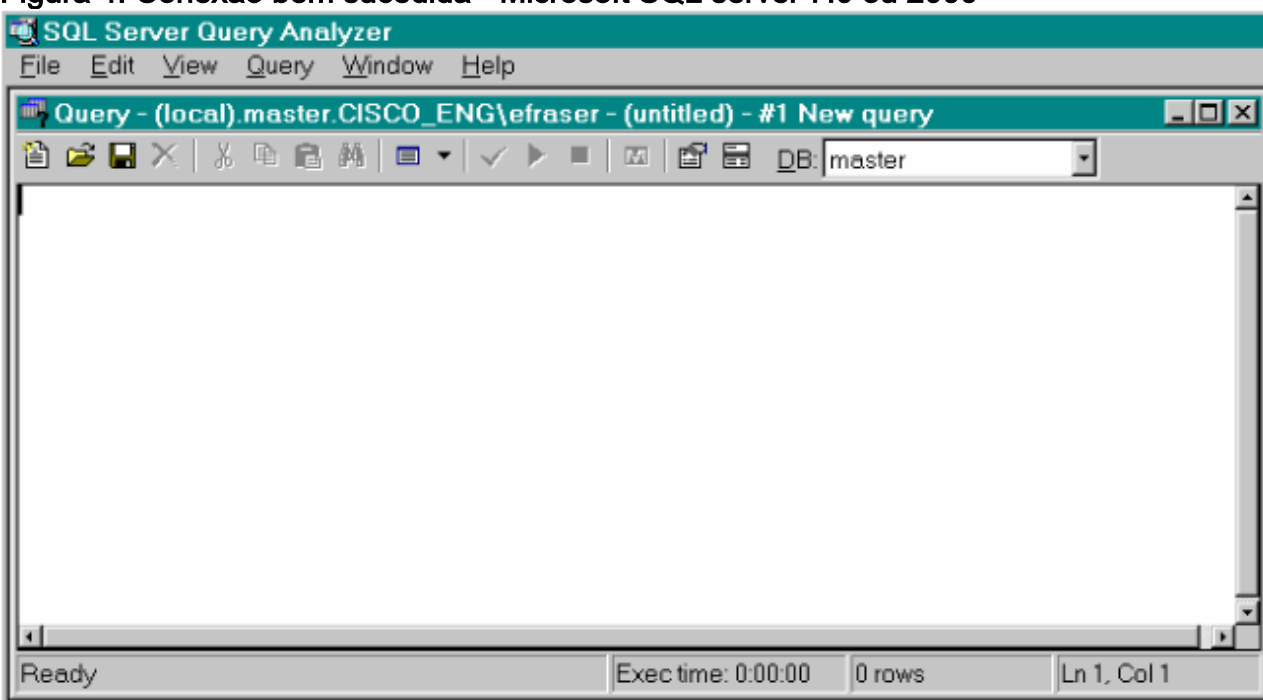 SQL Server Query Analyzer
File Edit View Query Window Help
Query - (local).master.CISCO_ENG\efraser - (untitled) - #1 New query
DB: master
Ready Exec time: 0:00:00 0 rows Ln 1, Col 1